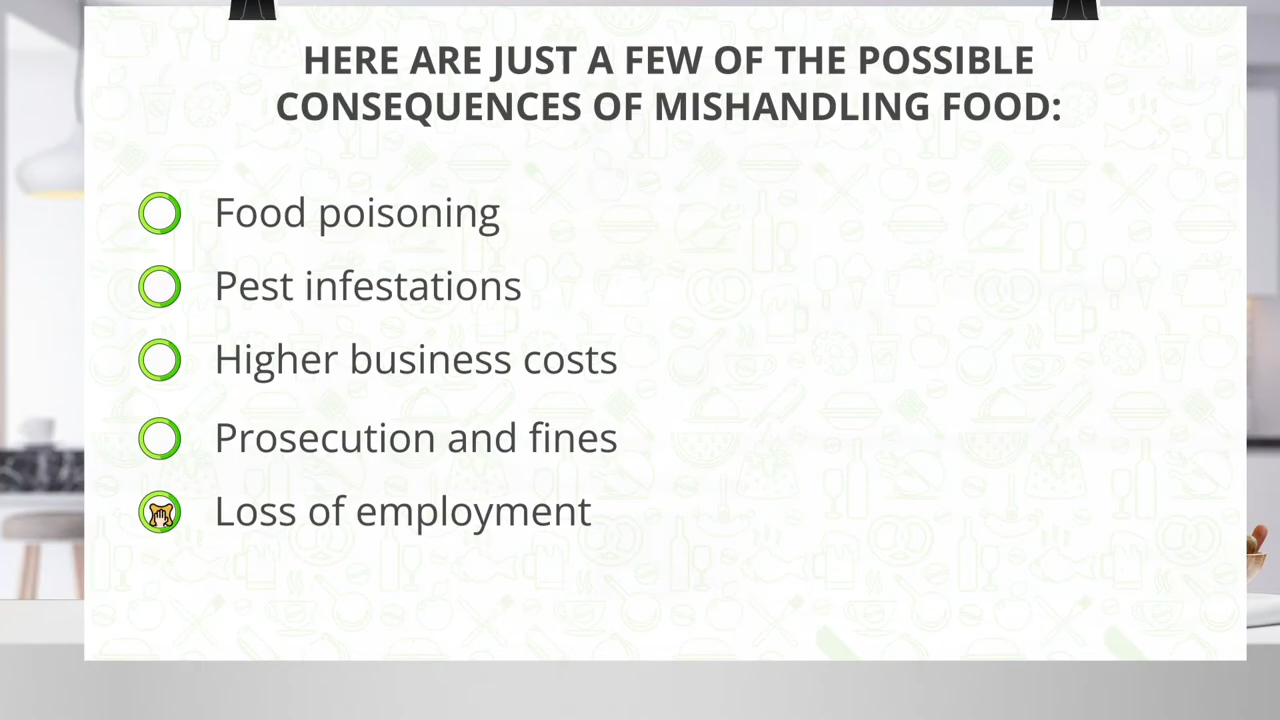 HERE ARE JUST A FEW OF THE POSSIBLE
CONSEQUENCES OF MISHANDLING FOOD:
Food poisoning
Pest infestations
Higher business costs
Prosecution and fines
Loss of employment